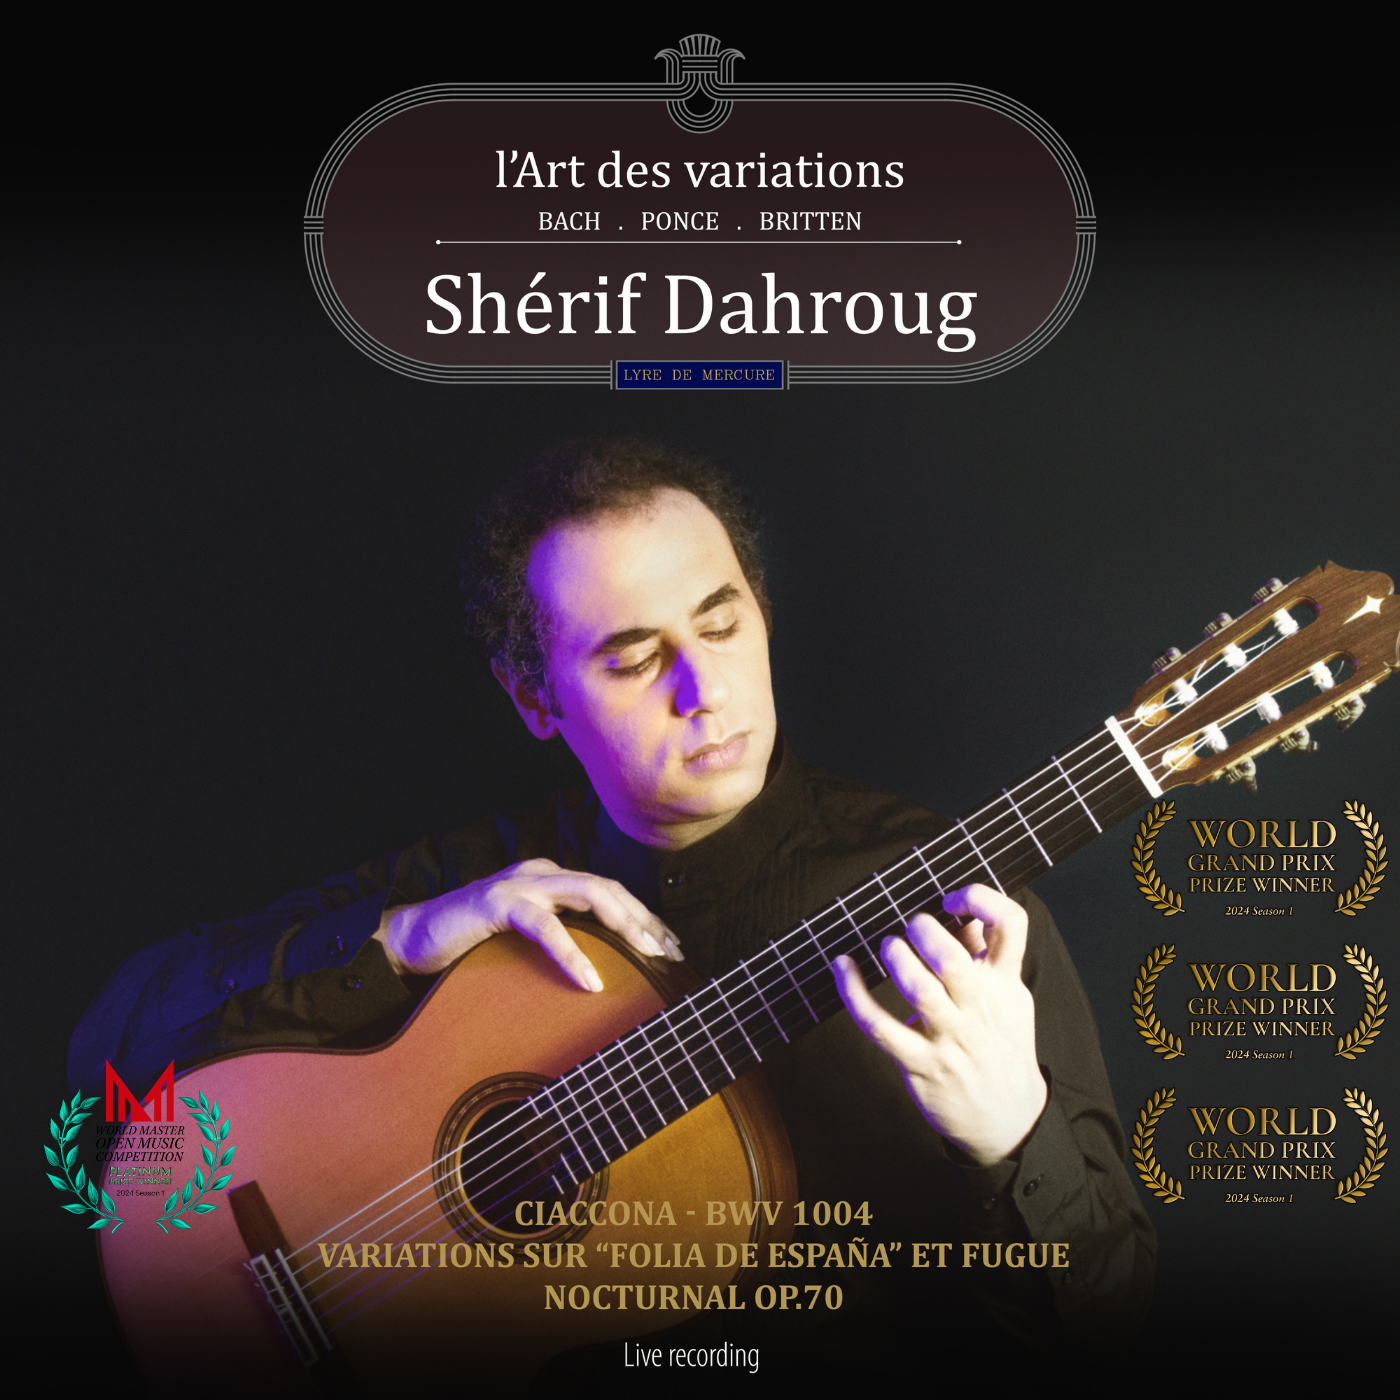 l'Art des variations
BACH . PONCE . BRITTEN
Shérif Dahroug
LYRE DE MERCURE
WORLD
GRAND PRIX
PRIZE WINNER
2024 Season 1
WORLD
GRAND PRIX
PRIZE WINNER
2024 Season 1
WORLD
GRAND PRIX
PRIZE WINNER
2024 Season 1
WORLD MASTER
OPEN MUSIC
COMPETITION
PLATINUM
2024 Season 1
CIACCONA - BWV 1004
VARIATIONS SUR “FOLIA DE ESPAÑA” ET FUGUE
NOCTURNAL OP.70
Live recording